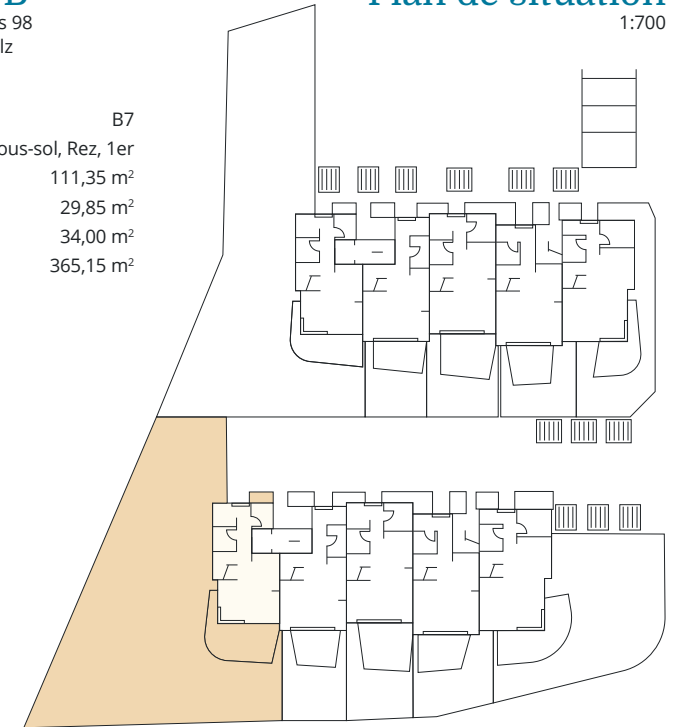 B
Plan de situation
s 98
1:700
lz
B7
ous-sol, Rez, 1er
111,35 m²
29,85 m²
34,00 m²
365,15 m²